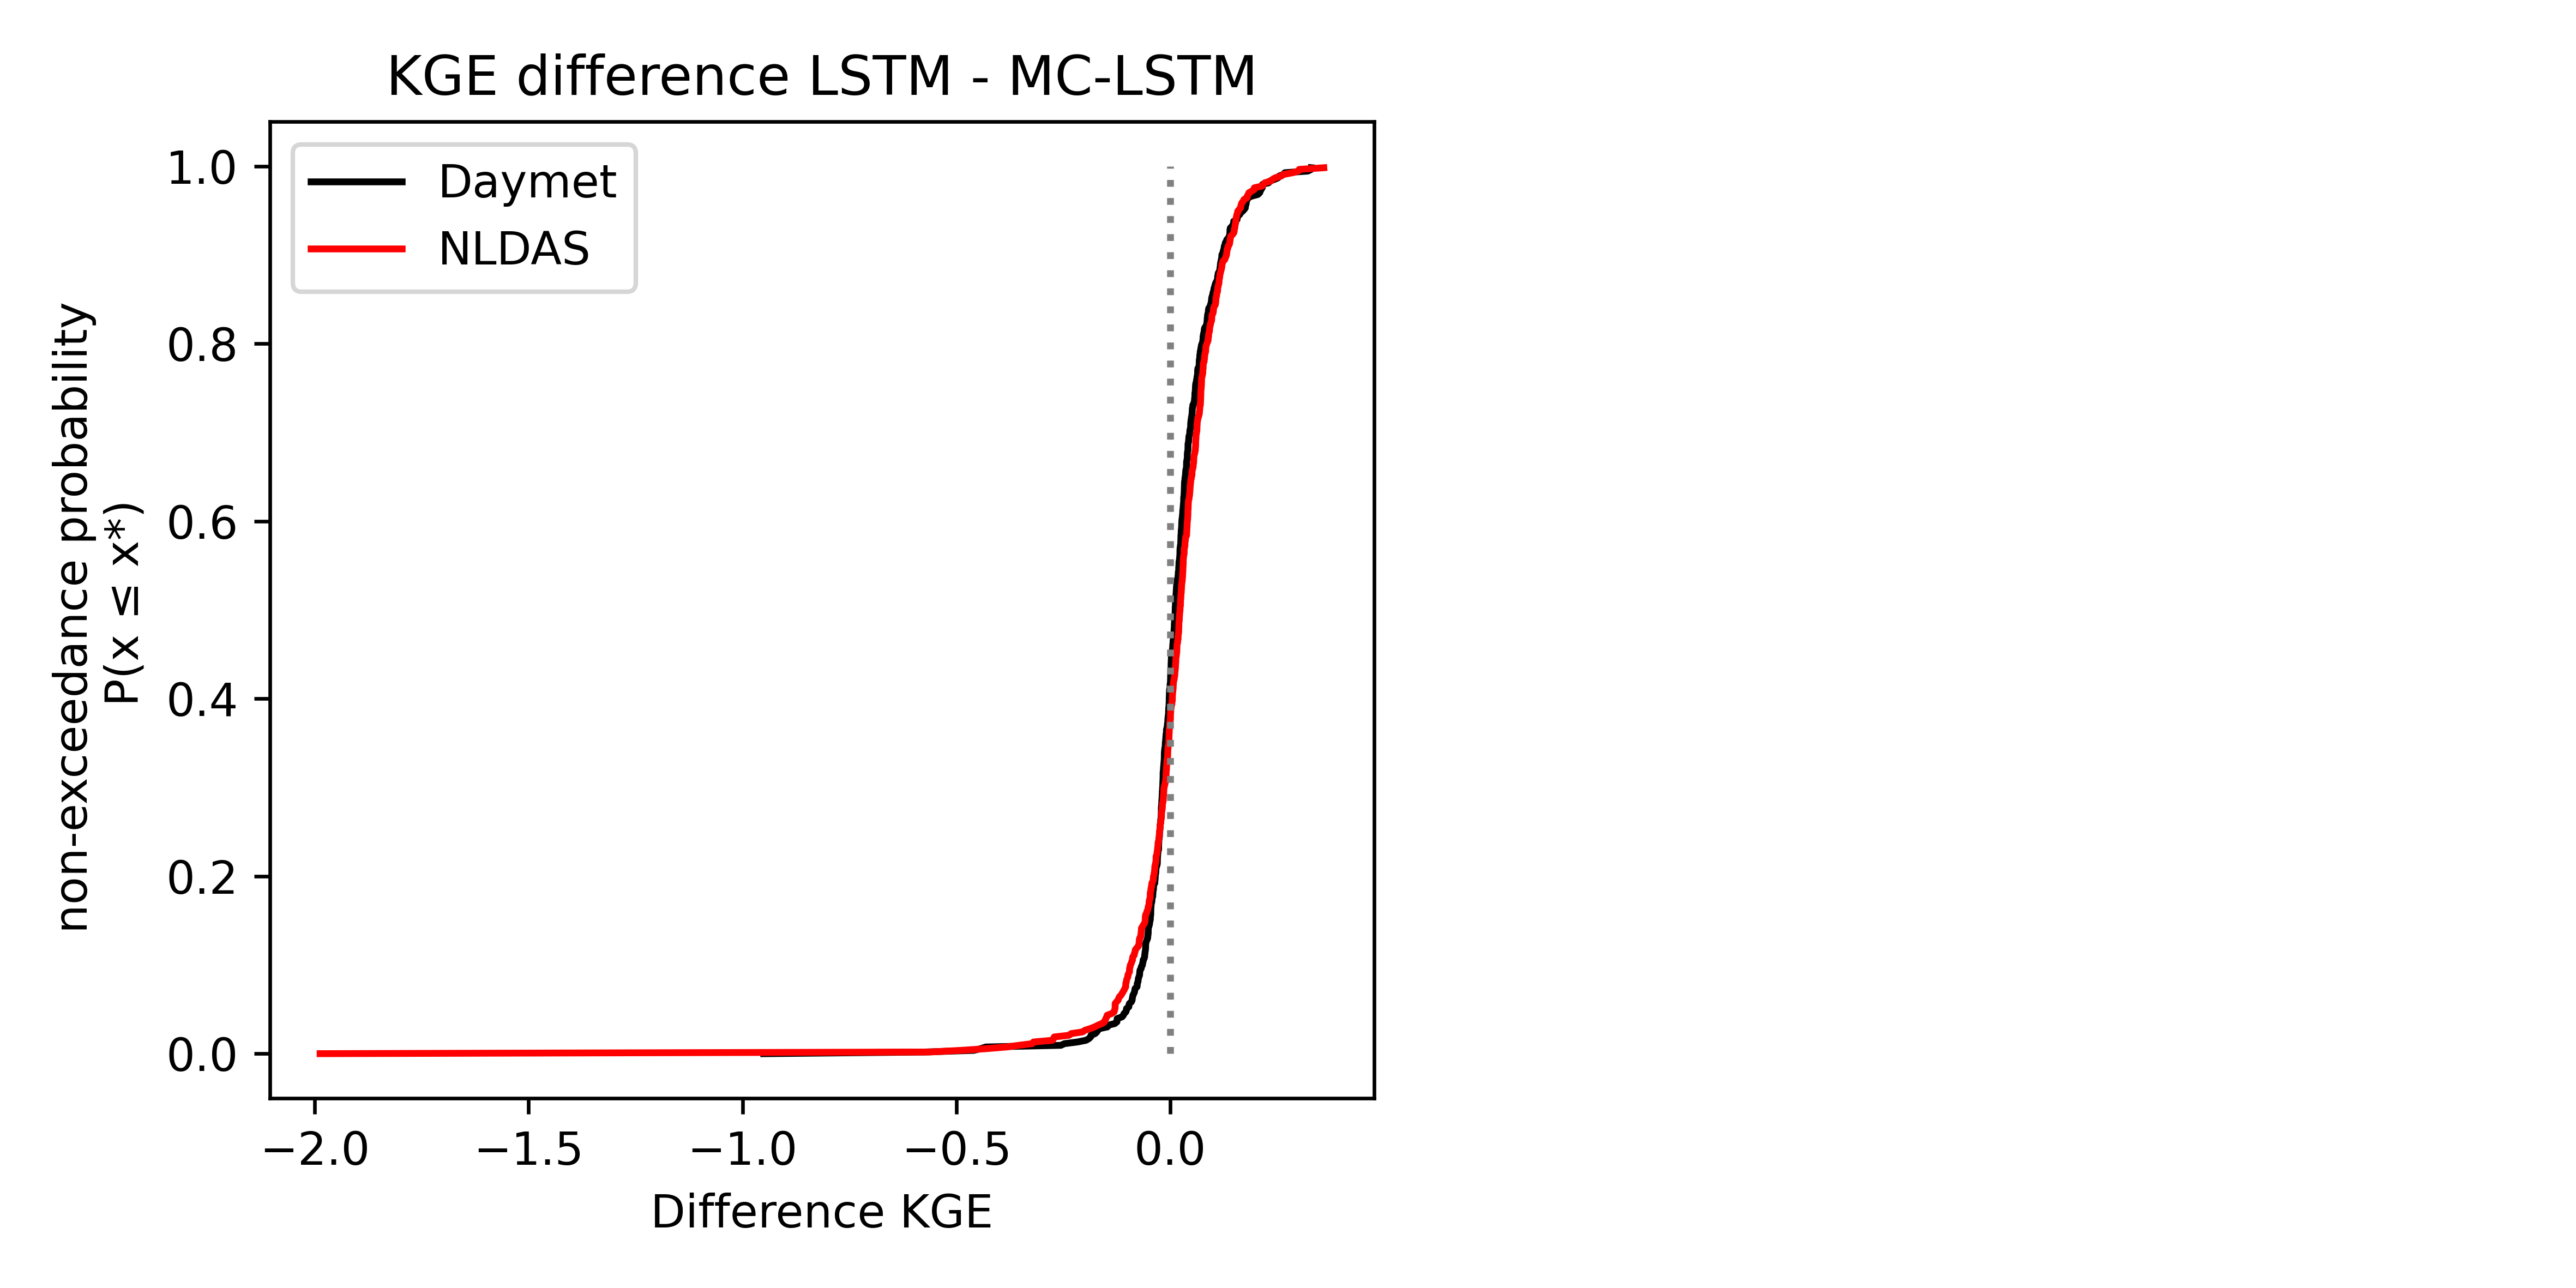 KGE difference LSTM - MC-LSTM
Daymet
NLDAS
non-exceedance probability
P(x ≤ x*)
1.0
0.8
0.6
0.4
0.2
0.0
−2.0 −1.5 −1.0 −0.5 0.0
Difference KGE